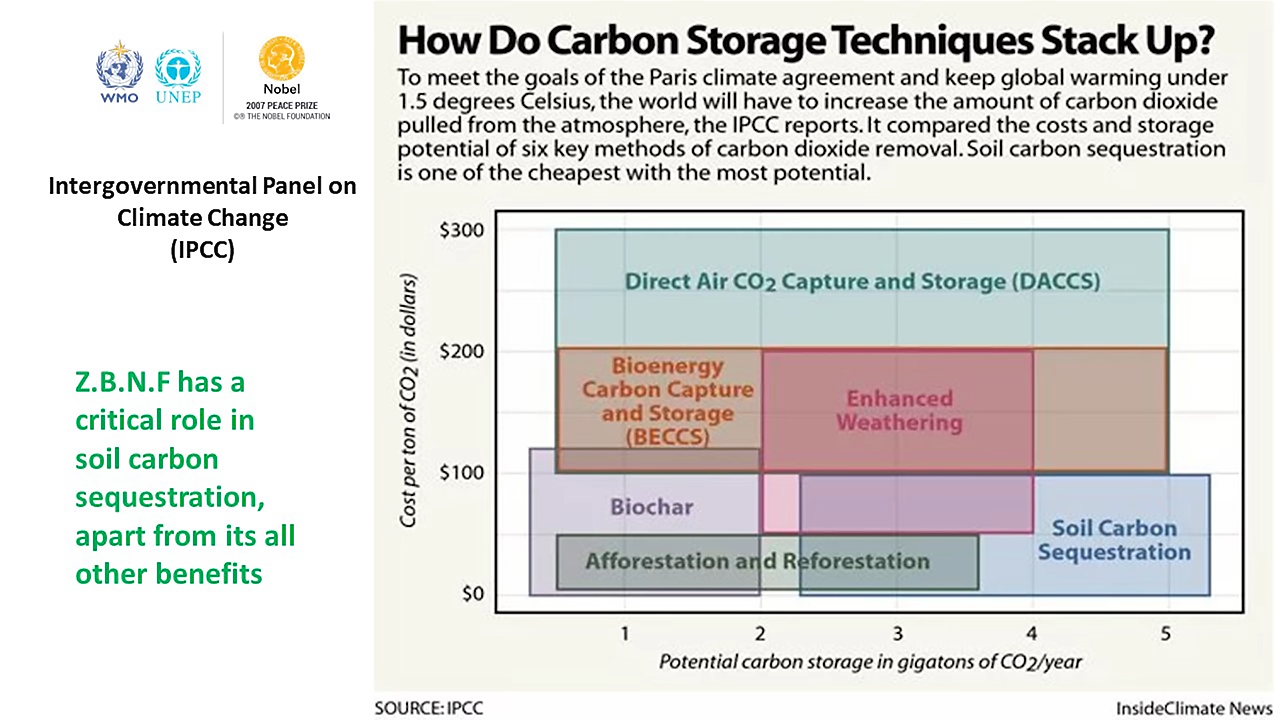 WMO
UNEP
Nobel
2007 PEACE PRIZE
©® THE NOBEL FOUNDATION
Intergovernmental Panel on
Climate Change
(IPCC)
Z.B.N.F has a
critical role in
soil carbon
sequestration,
apart from its all
other benefits
How Do Carbon Storage Techniques Stack Up?
To meet the goals of the Paris climate agreement and keep global warming under
1.5 degrees Celsius, the world will have to increase the amount of carbon dioxide
pulled from the atmosphere, the IPCC reports. It compared the costs and storage
potential of six key methods of carbon dioxide removal. Soil carbon sequestration
is one of the cheapest with the most potential.
Cost per ton of CO2 (in dollars)
$300
$200
$100
$0
Direct Air CO2 Capture and Storage (DACCS)
Bioenergy
Carbon Capture
and Storage
(BECCS)
Enhanced
Weathering
Biochar
Soil Carbon
Sequestration
Afforestation and Reforestation
1 2 3 4 5
Potential carbon storage in gigatons of CO2/year
SOURCE: IPCC
InsideClimate News